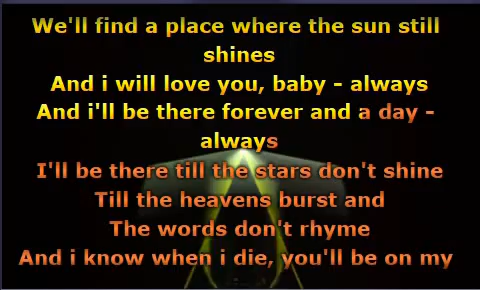 We'll find a place where the sun still
shines
And i will love you, baby - always
And i'll be there forever and a day -
always
I'll be there till the stars don't shine
Till the heavens burst and
The words don't rhyme
And i know when i die, you'll be on my